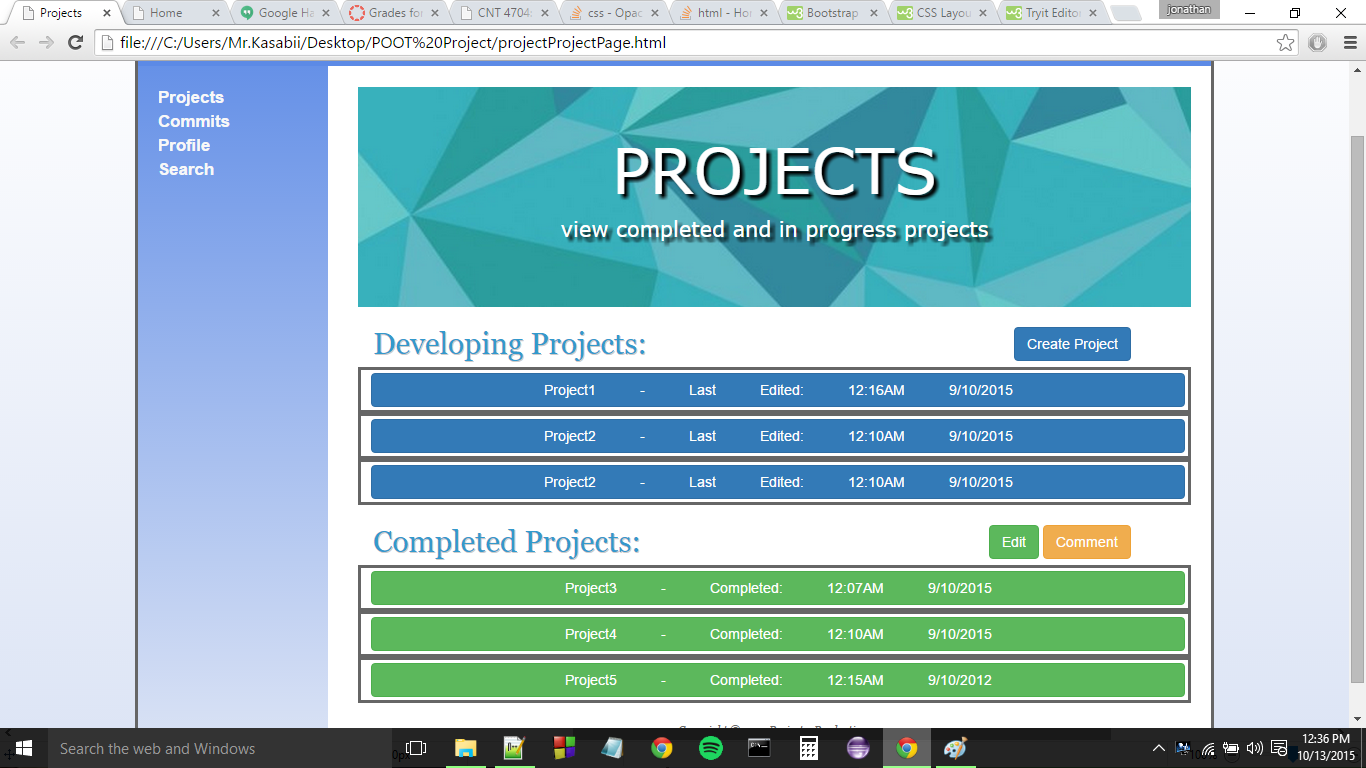 Projects
Home
Google Ha
Grades for
CNT 4704:
css - Opac
html - Hor
Bootstrap
CSS Layou
Tryit Editor
jonathan
file:///C:/Users/Mr.Kasabii/Desktop/POOT%20Project/projectProjectPage.html
Projects
Commits
Profile
Search
PROJECTS
view completed and in progress projects
Developing Projects:
Create Project
Project1 - Last Edited: 12:16AM 9/10/2015
Project2 - Last Edited: 12:10AM 9/10/2015
Project2 - Last Edited: 12:10AM 9/10/2015
Completed Projects:
Edit
Comment
Project3 - Completed: 12:07AM 9/10/2015
Project4 - Completed: 12:10AM 9/10/2015
Project5 - Completed: 12:15AM 9/10/2012
Search the web and Windows
0px
12:36 PM
10/13/2015